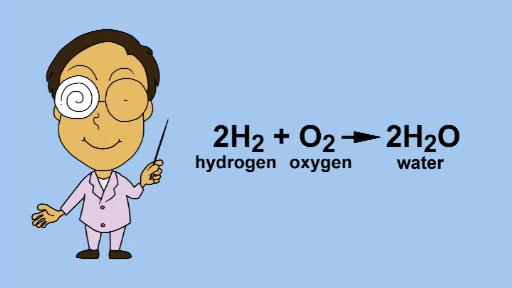 2H₂ + O₂ → 2H₂O
hydrogen oxygen water